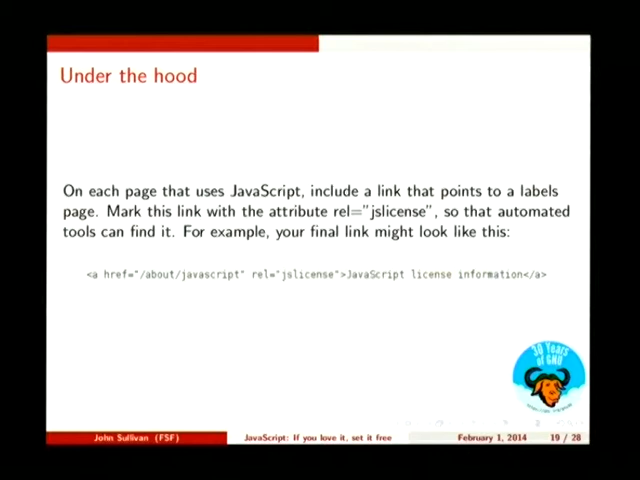 Under the hood
On each page that uses JavaScript, include a link that points to a labels
page. Mark this link with the attribute rel="jslicense", so that automated
tools can find it. For example, your final link might look like this:
<a href="/about/javascript" rel="jslicense">JavaScript license information</a>
30 Years
of GNU
John Sullivan (FSF)
JavaScript: If you love it, set it free
February 1, 2014
19 / 28